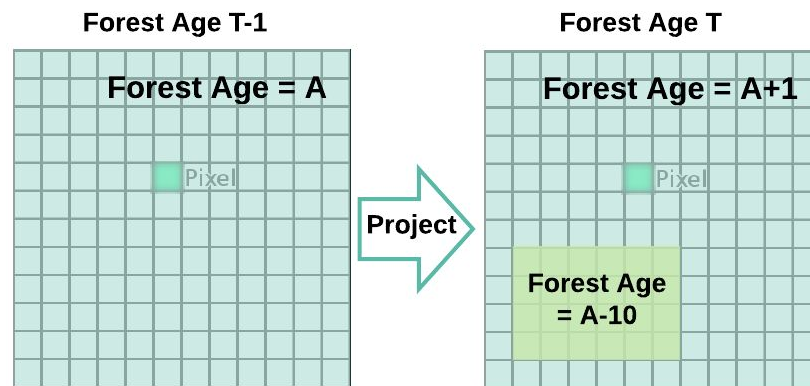 Forest Age T-1
Forest Age T
Forest Age = A
Forest Age = A+1
Pixel
Pixel
Project
Forest Age
= A-10